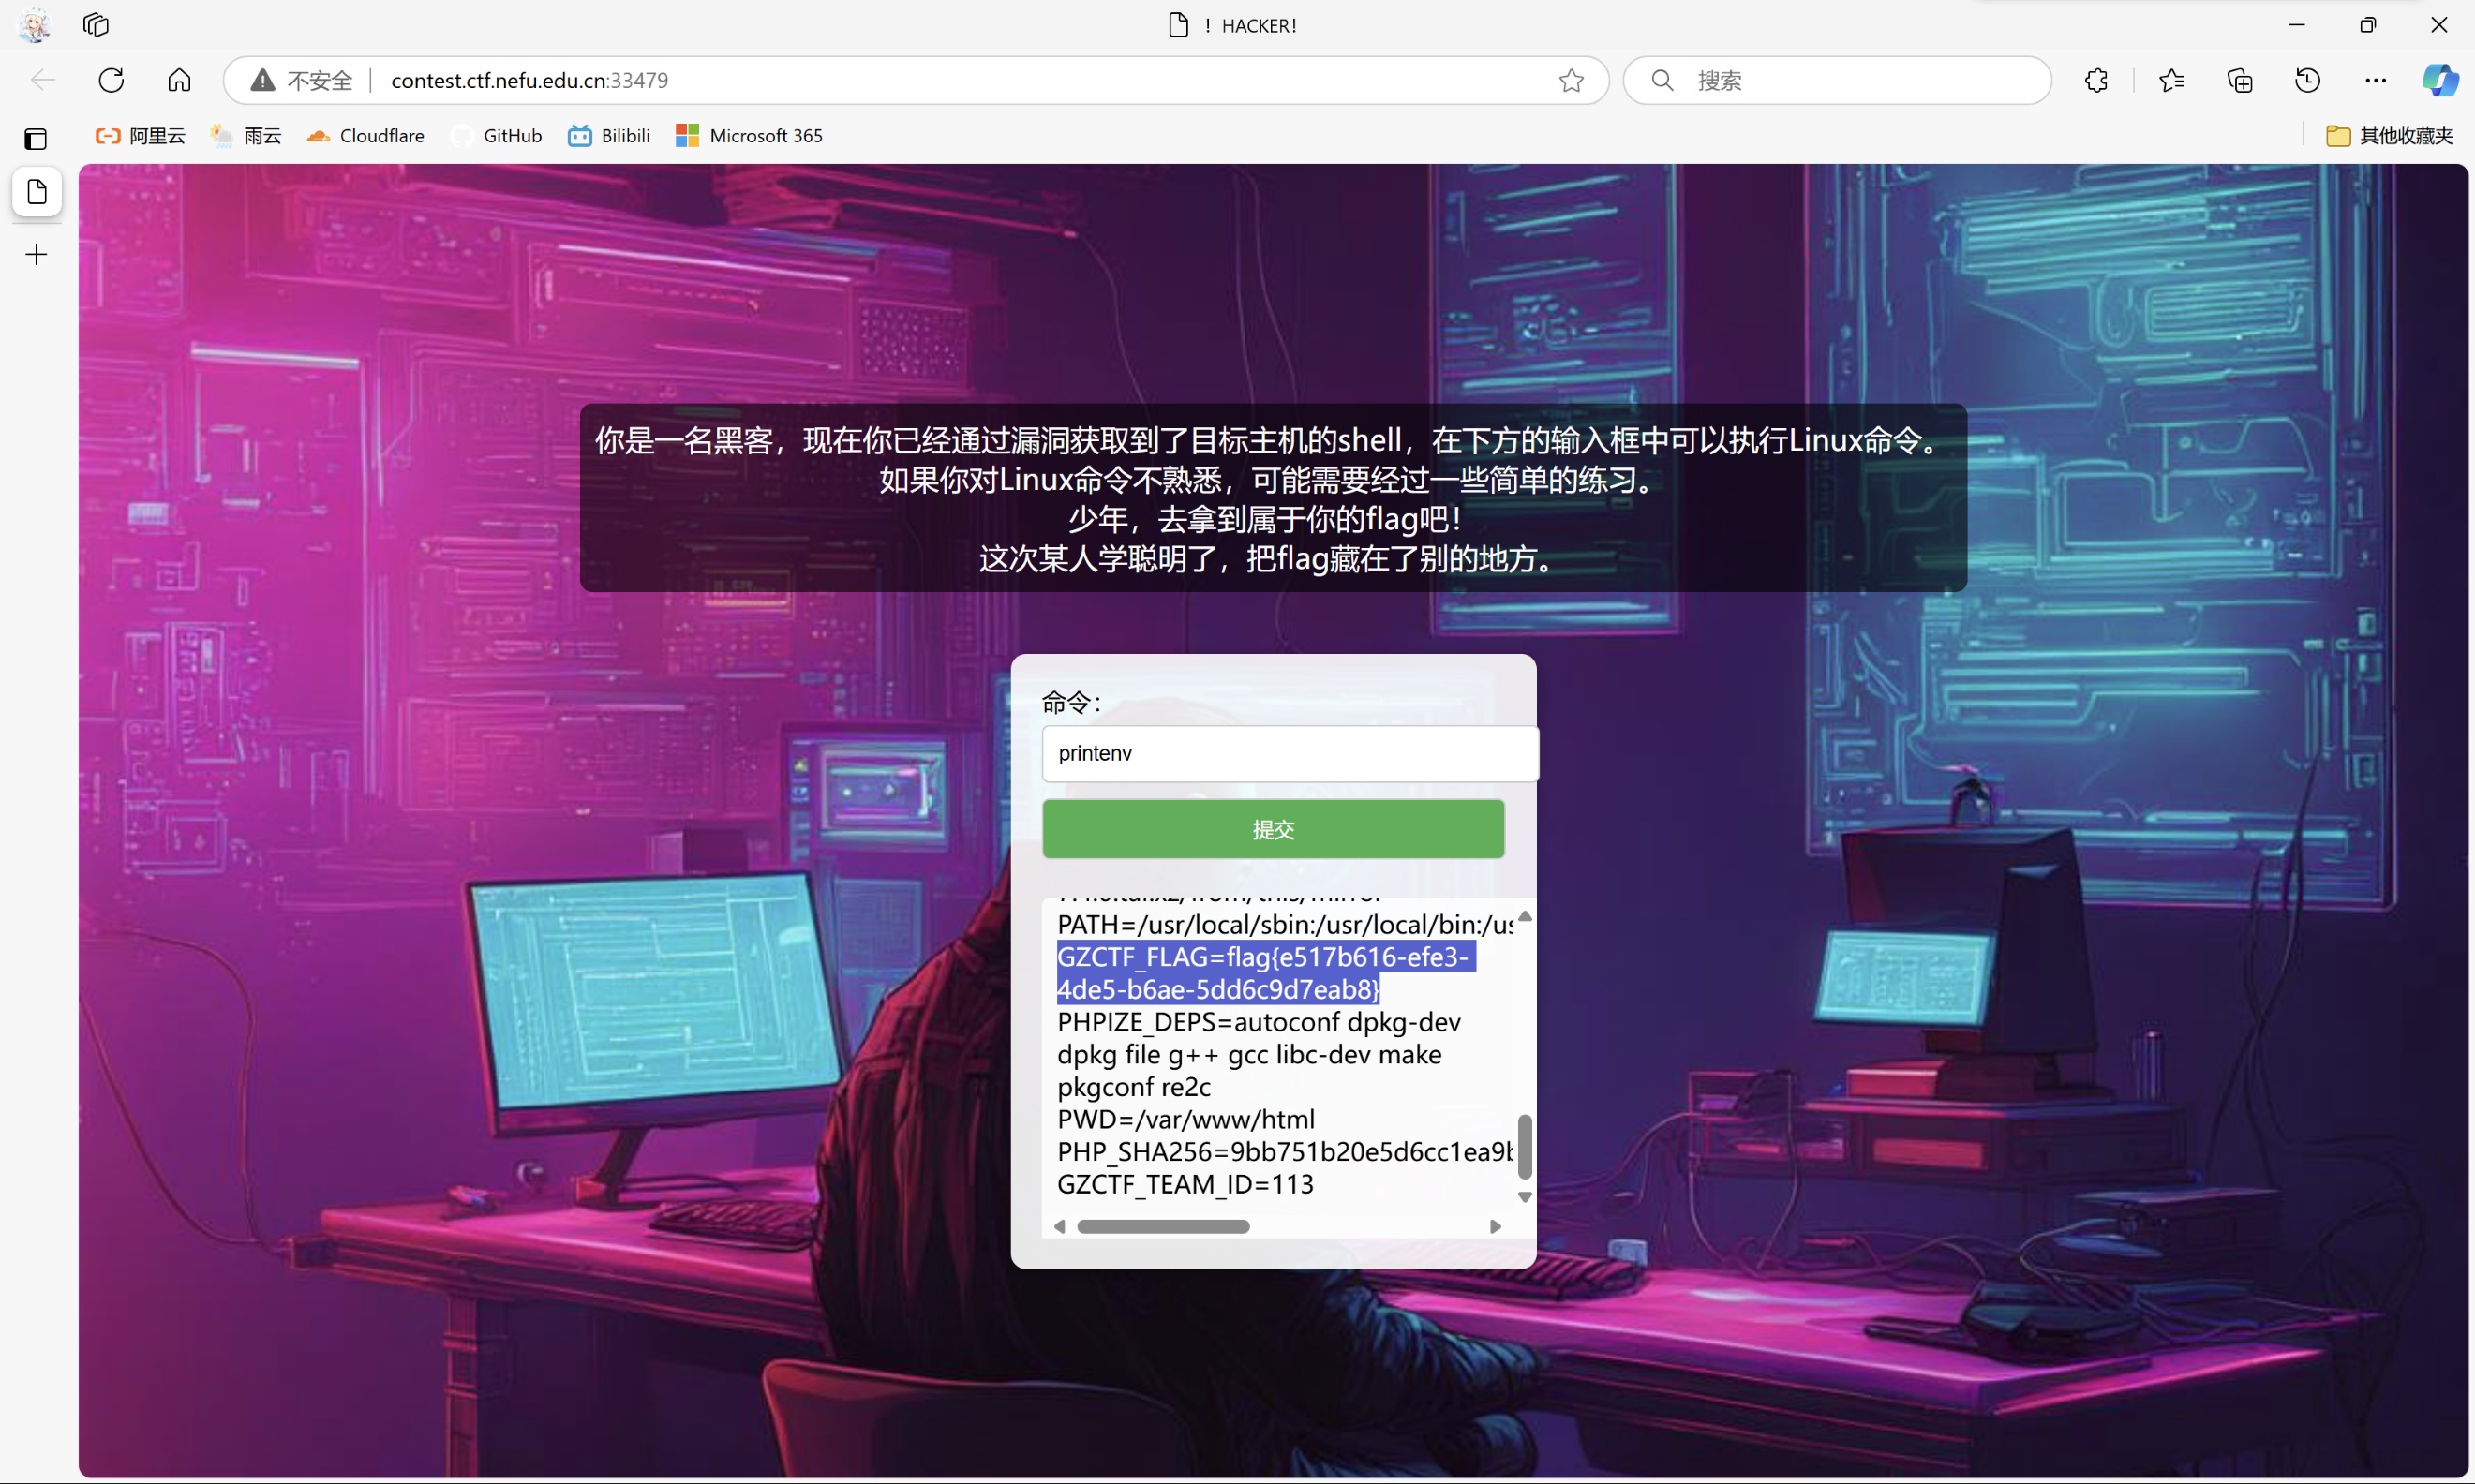 ！HACKER！
不安全
contest.ctf.nefu.edu.cn:33479
搜索
阿里云
雨云
Cloudflare
GitHub
Bilibili
Microsoft 365
其他收藏夹
你是一名黑客，现在你已经通过漏洞获取到了目标主机的shell，在下方的输入框中可以执行Linux命令。
如果你对Linux命令不熟悉，可能需要经过一些简单的练习。
少年，去拿到属于你的flag吧！
这次某人学聪明了，把flag藏在了别的地方。
命令：
printenv
提交
PATH=/usr/local/sbin:/usr/local/bin:/us
GZCTF_FLAG=flag{e517b616-efe3-
4de5-b6ae-5dd6c9d7eab8}
PHPIZE_DEPS=autoconf dpkg-dev
dpkg file g++ gcc libc-dev make
pkgconf re2c
PWD=/var/www/html
PHP_SHA256=9bb751b20e5d6cc1ea9b
GZCTF_TEAM_ID=113